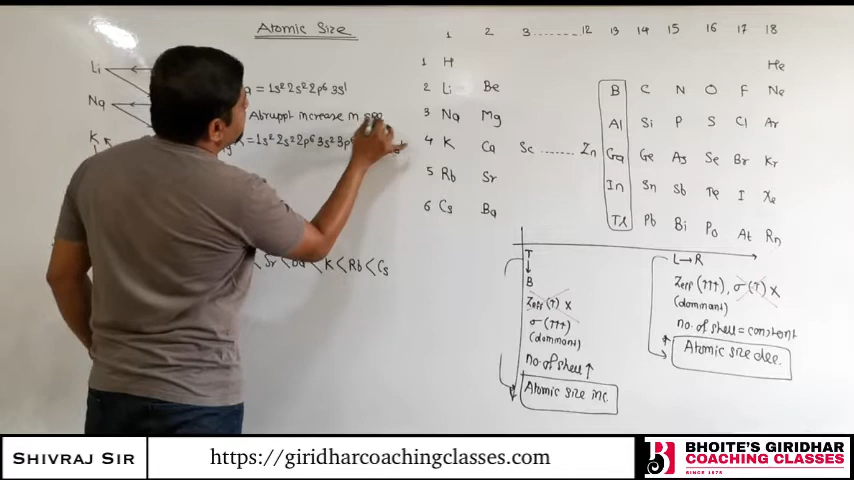 Atomic Size
1 2 3........ 12 13 14 15 16 17 18
1 H He
2 Li Be B C N O F Ne
3 Na Mg Al Si P S Cl Ar
4 K Ca Sc ........ Zn Ga Ge As Se Br Kr
5 Rb Sr In Sn Sb Te I Xe
6 Cs Ba Tl Pb Bi Po At Rn
Li
Na
K
= 1s² 2s² 2p⁶ 3s¹
Abruppt increase in size
K = 1s² 2s² 2p⁶ 3s² 3p⁶
< Sr < Ba < K < Rb < Cs
T
↓
B
Zeff (↑) X
σ (↑↑↑)
(dominant)
no. of shell ↑
Atomic size inc.
L → R
Zeff (↑↑↑), σ (↑) X
(dominant)
no. of shell = constant
Atomic size dec.
SHIVRAJ SIR
https://giridharcoachingclasses.com
BHOITE'S GIRIDHAR
COACHING CLASSES
SINCE 1975